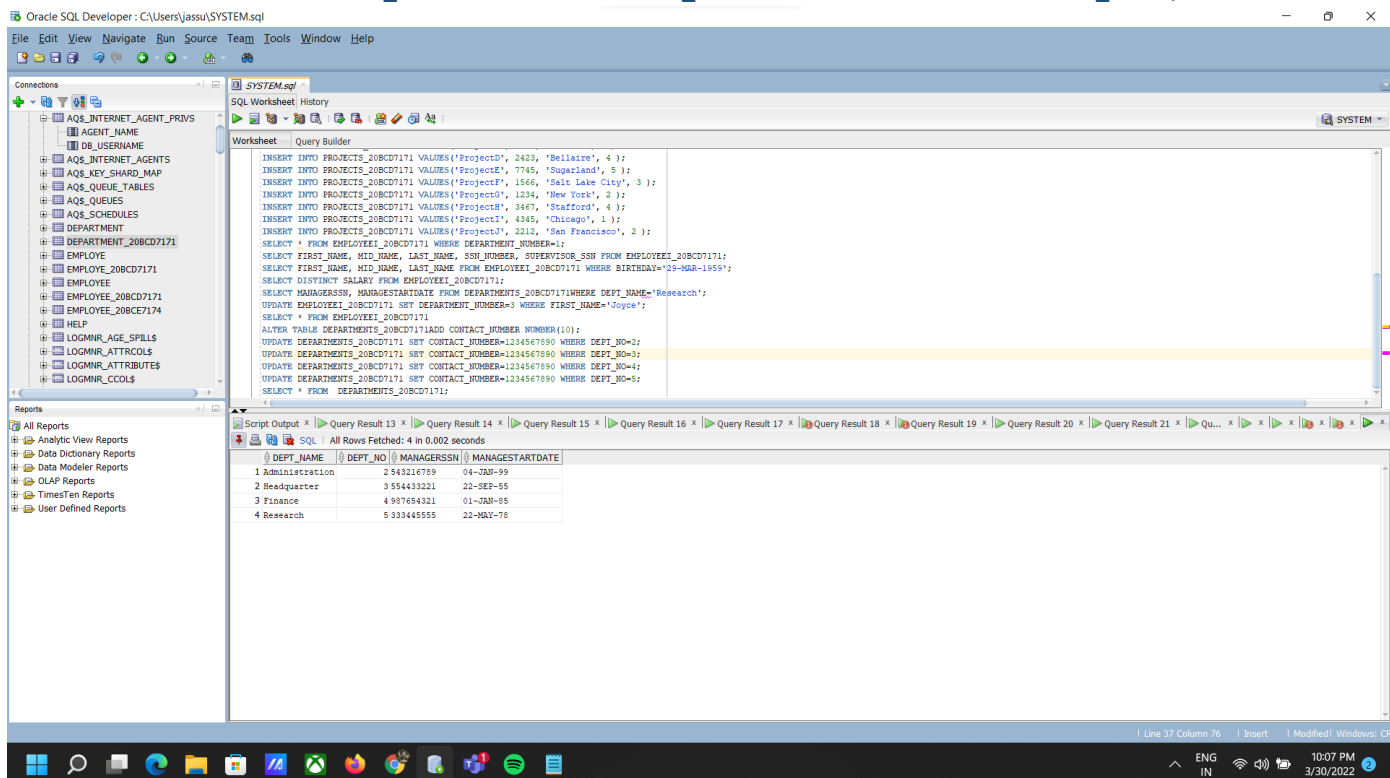 Oracle SQL Developer : C:\Users\jassu\SYSTEM.sql
File Edit View Navigate Run Source Team Tools Window Help
Connections
AQ$_INTERNET_AGENT_PRIVS
AGENT_NAME
DB_USERNAME
AQ$_INTERNET_AGENTS
AQ$_KEY_SHARD_MAP
AQ$_QUEUE_TABLES
AQ$_QUEUES
AQ$_SCHEDULES
DEPARTMENT
DEPARTMENT_20BCD7171
EMPLOYE
EMPLOYE_20BCD7171
EMPLOYEE
EMPLOYEE_20BCD7171
EMPLOYEE_20BCE7174
HELP
LOGMNR_AGE_SPILL$
LOGMNR_ATTRCOL$
LOGMNR_ATTRIBUTE$
LOGMNR_CCOL$
Reports
All Reports
Analytic View Reports
Data Dictionary Reports
Data Modeler Reports
OLAP Reports
TimesTen Reports
User Defined Reports
SYSTEM.sql
SQL Worksheet History
SYSTEM
Worksheet Query Builder
INSERT INTO PROJECTS_20BCD7171 VALUES('ProjectD', 2423, 'Bellaire', 4 );
INSERT INTO PROJECTS_20BCD7171 VALUES('ProjectE', 7745, 'Sugarland', 5 );
INSERT INTO PROJECTS_20BCD7171 VALUES('ProjectF', 1566, 'Salt Lake City', 3 );
INSERT INTO PROJECTS_20BCD7171 VALUES('ProjectG', 1234, 'New York', 2 );
INSERT INTO PROJECTS_20BCD7171 VALUES('ProjectH', 3467, 'Stafford', 4 );
INSERT INTO PROJECTS_20BCD7171 VALUES('ProjectI', 4345, 'Chicago', 1 );
INSERT INTO PROJECTS_20BCD7171 VALUES('ProjectJ', 2212, 'San Francisco', 2 );
SELECT * FROM EMPLOYEEI_20BCD7171 WHERE DEPARTMENT_NUMBER=1;
SELECT FIRST_NAME, MID_NAME, LAST_NAME, SSN_NUMBER, SUPERVISOR_SSN FROM EMPLOYEEI_20BCD7171;
SELECT FIRST_NAME, MID_NAME, LAST_NAME FROM EMPLOYEEI_20BCD7171 WHERE BIRTHDAY='29-MAR-1959';
SELECT DISTINCT SALARY FROM EMPLOYEEI_20BCD7171;
SELECT MANAGERSSN, MANAGESTARTDATE FROM DEPARTMENTS_20BCD7171WHERE DEPT_NAME='Research';
UPDATE EMPLOYEEI_20BCD7171 SET DEPARTMENT_NUMBER=3 WHERE FIRST_NAME='Joyce';
SELECT * FROM EMPLOYEEI_20BCD7171
ALTER TABLE DEPARTMENTS_20BCD7171ADD CONTACT_NUMBER NUMBER(10);
UPDATE DEPARTMENTS_20BCD7171 SET CONTACT_NUMBER=1234567890 WHERE DEPT_NO=2;
UPDATE DEPARTMENTS_20BCD7171 SET CONTACT_NUMBER=1234567890 WHERE DEPT_NO=3;
UPDATE DEPARTMENTS_20BCD7171 SET CONTACT_NUMBER=1234567890 WHERE DEPT_NO=4;
UPDATE DEPARTMENTS_20BCD7171 SET CONTACT_NUMBER=1234567890 WHERE DEPT_NO=5;
SELECT * FROM DEPARTMENTS_20BCD7171;
Script Output Query Result 13 Query Result 14 Query Result 15 Query Result 16 Query Result 17 Query Result 18 Query Result 19 Query Result 20 Query Result 21 Qu...
SQL | All Rows Fetched: 4 in 0.002 seconds
DEPT_NAME DEPT_NO MANAGERSSN MANAGESTARTDATE
1 Administration 2 543216789 04-JAN-99
2 Headquarter 3 554433221 22-SEP-55
3 Finance 4 987654321 01-JAN-85
4 Research 5 333445555 22-MAY-78
Line 37 Column 76 | Insert | Modified | Windows: CR
ENG
IN
10:07 PM
3/30/2022
2